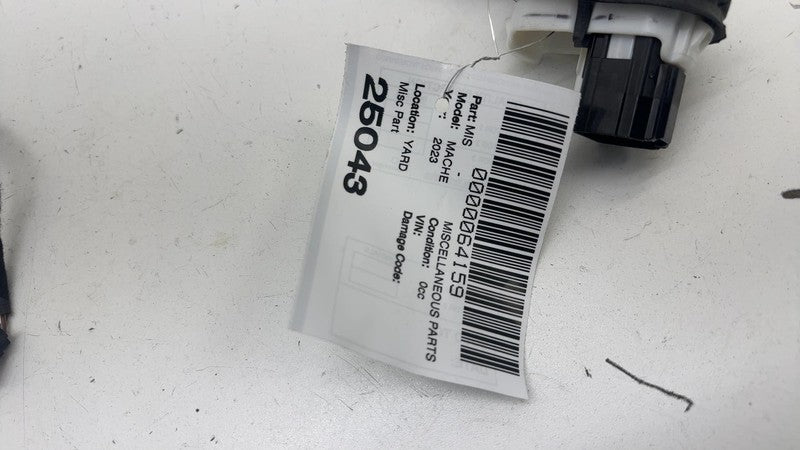 0000064159
Part: MIS - MISCELLANEOUS PARTS
Model: MACHE Condition: 0cc
2023 VIN:
Damage Code:
Location: YARD
Misc Part
25043